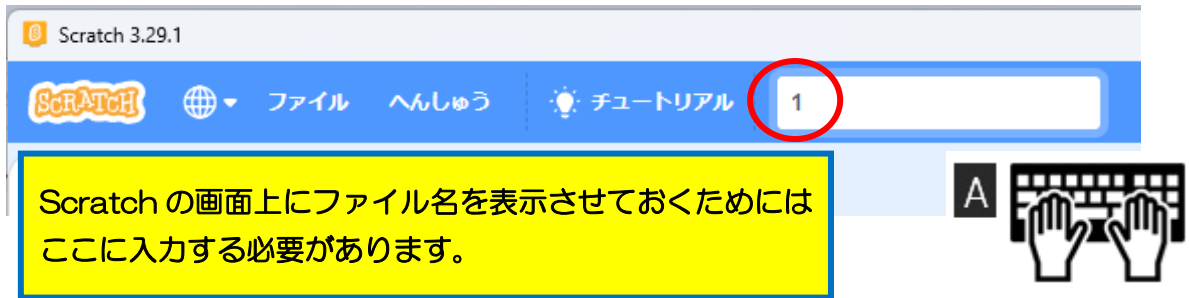 Scratch 3.29.1
SCRATCH ファイル へんしゅう チュートリアル 1
Scratch の画面上にファイル名を表示させておくためには
ここに入力する必要があります。
A